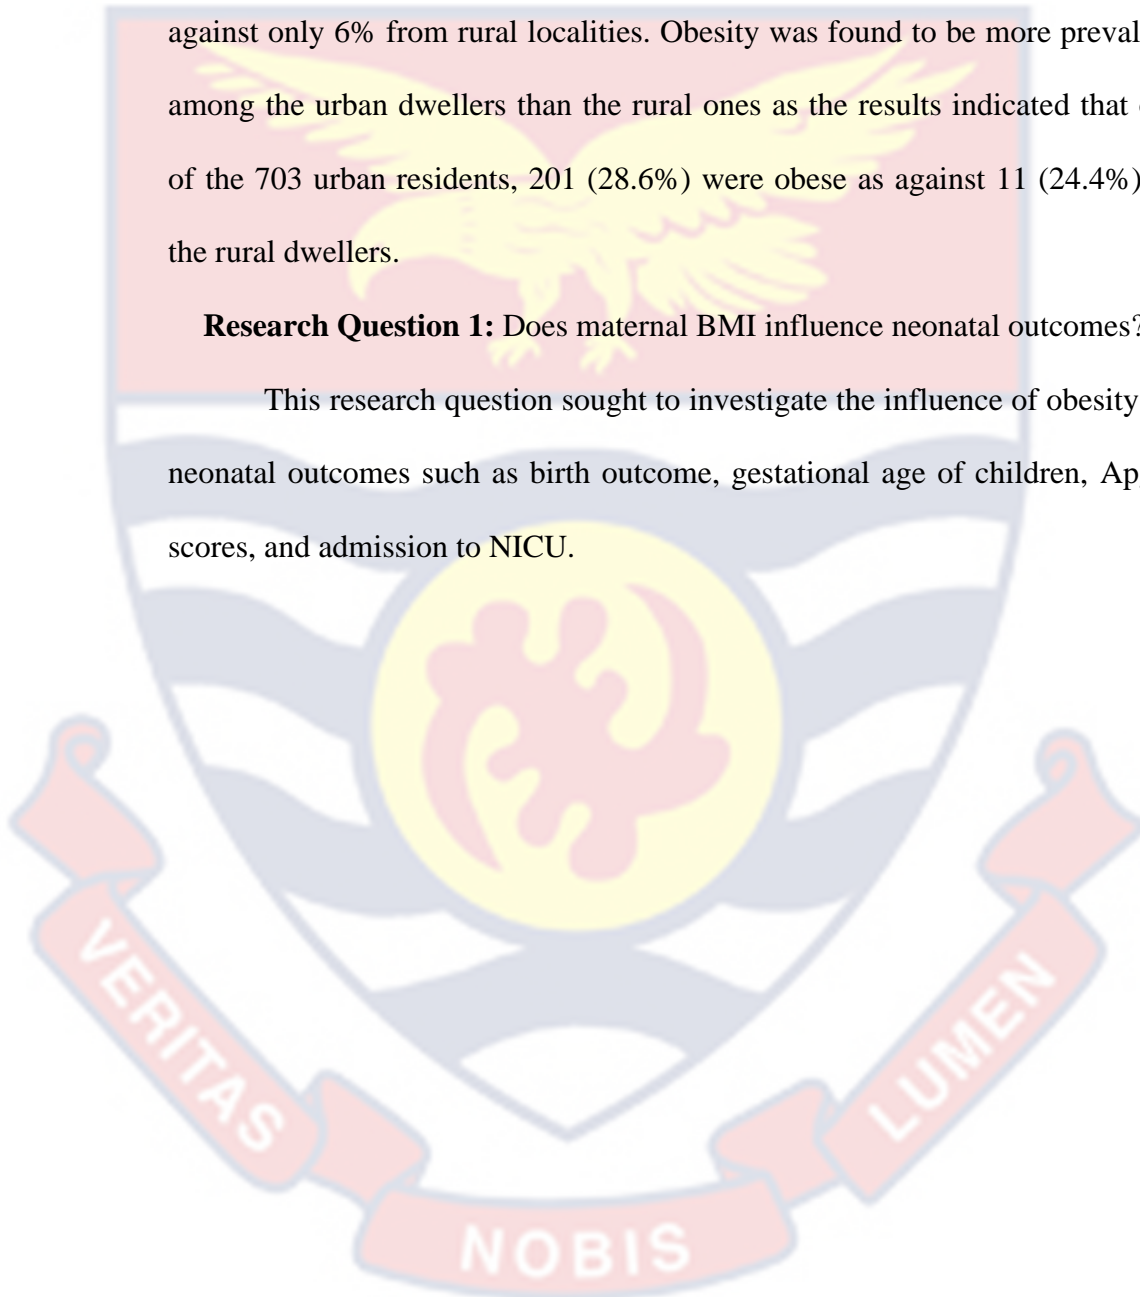 against only 6% from rural localities. Obesity was found to be more preval
among the urban dwellers than the rural ones as the results indicated that
of the 703 urban residents, 201 (28.6%) were obese as against 11 (24.4%)
the rural dwellers.
Research Question 1: Does maternal BMI influence neonatal outcomes?
This research question sought to investigate the influence of obesity
neonatal outcomes such as birth outcome, gestational age of children, Ap
scores, and admission to NICU.
VERITAS
NOBIS
LUMEN